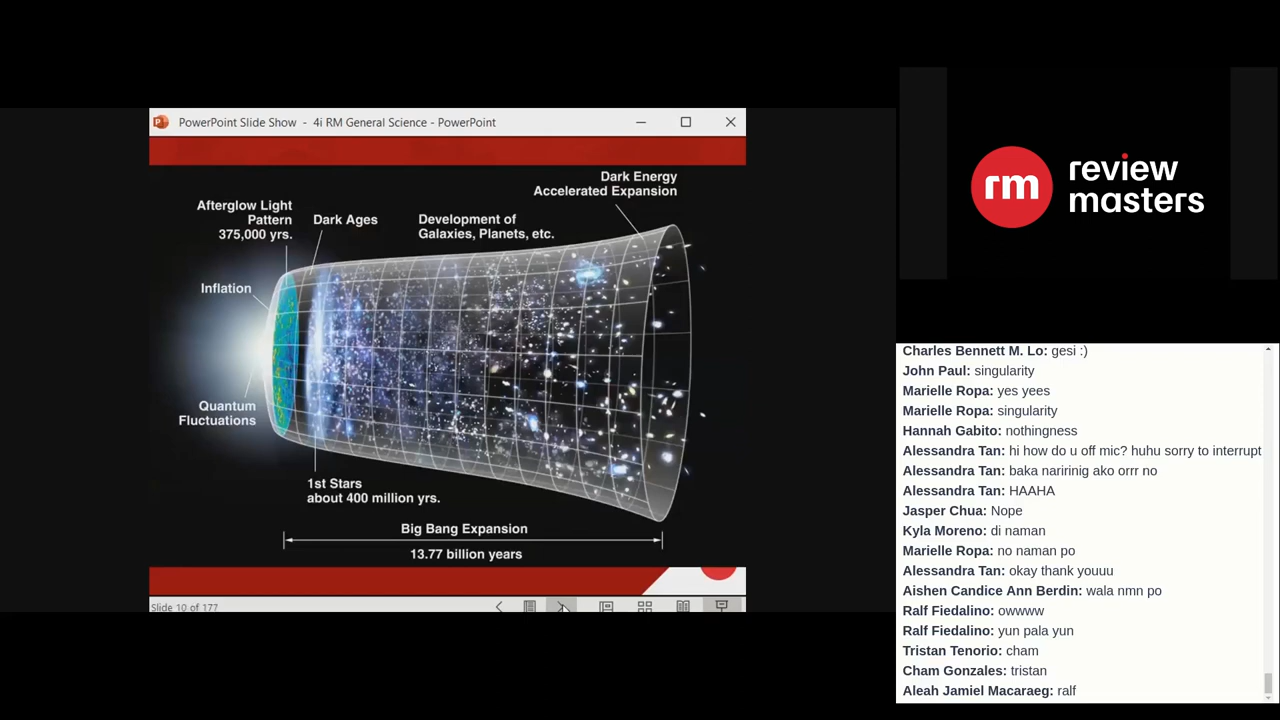 PowerPoint Slide Show - 4i RM General Science - PowerPoint
Dark Energy
Accelerated Expansion
Afterglow Light
Pattern
375,000 yrs.
Dark Ages
Development of
Galaxies, Planets, etc.
Inflation
Quantum
Fluctuations
1st Stars
about 400 million yrs.
Big Bang Expansion
13.77 billion years
Slide 10 of 177
rm
review
masters
Charles Bennett M. Lo: gesi :)
John Paul: singularity
Marielle Ropa: yes yees
Marielle Ropa: singularity
Hannah Gabito: nothingness
Alessandra Tan: hi how do u off mic? huhu sorry to interrupt
Alessandra Tan: baka naririnig ako orrr no
Alessandra Tan: HAAHA
Jasper Chua: Nope
Kyla Moreno: di naman
Marielle Ropa: no naman po
Alessandra Tan: okay thank youuu
Aishen Candice Ann Berdin: wala nmn po
Ralf Fiedalino: owwww
Ralf Fiedalino: yun pala yun
Tristan Tenorio: cham
Cham Gonzales: tristan
Aleah Jamiel Macaraeg: ralf